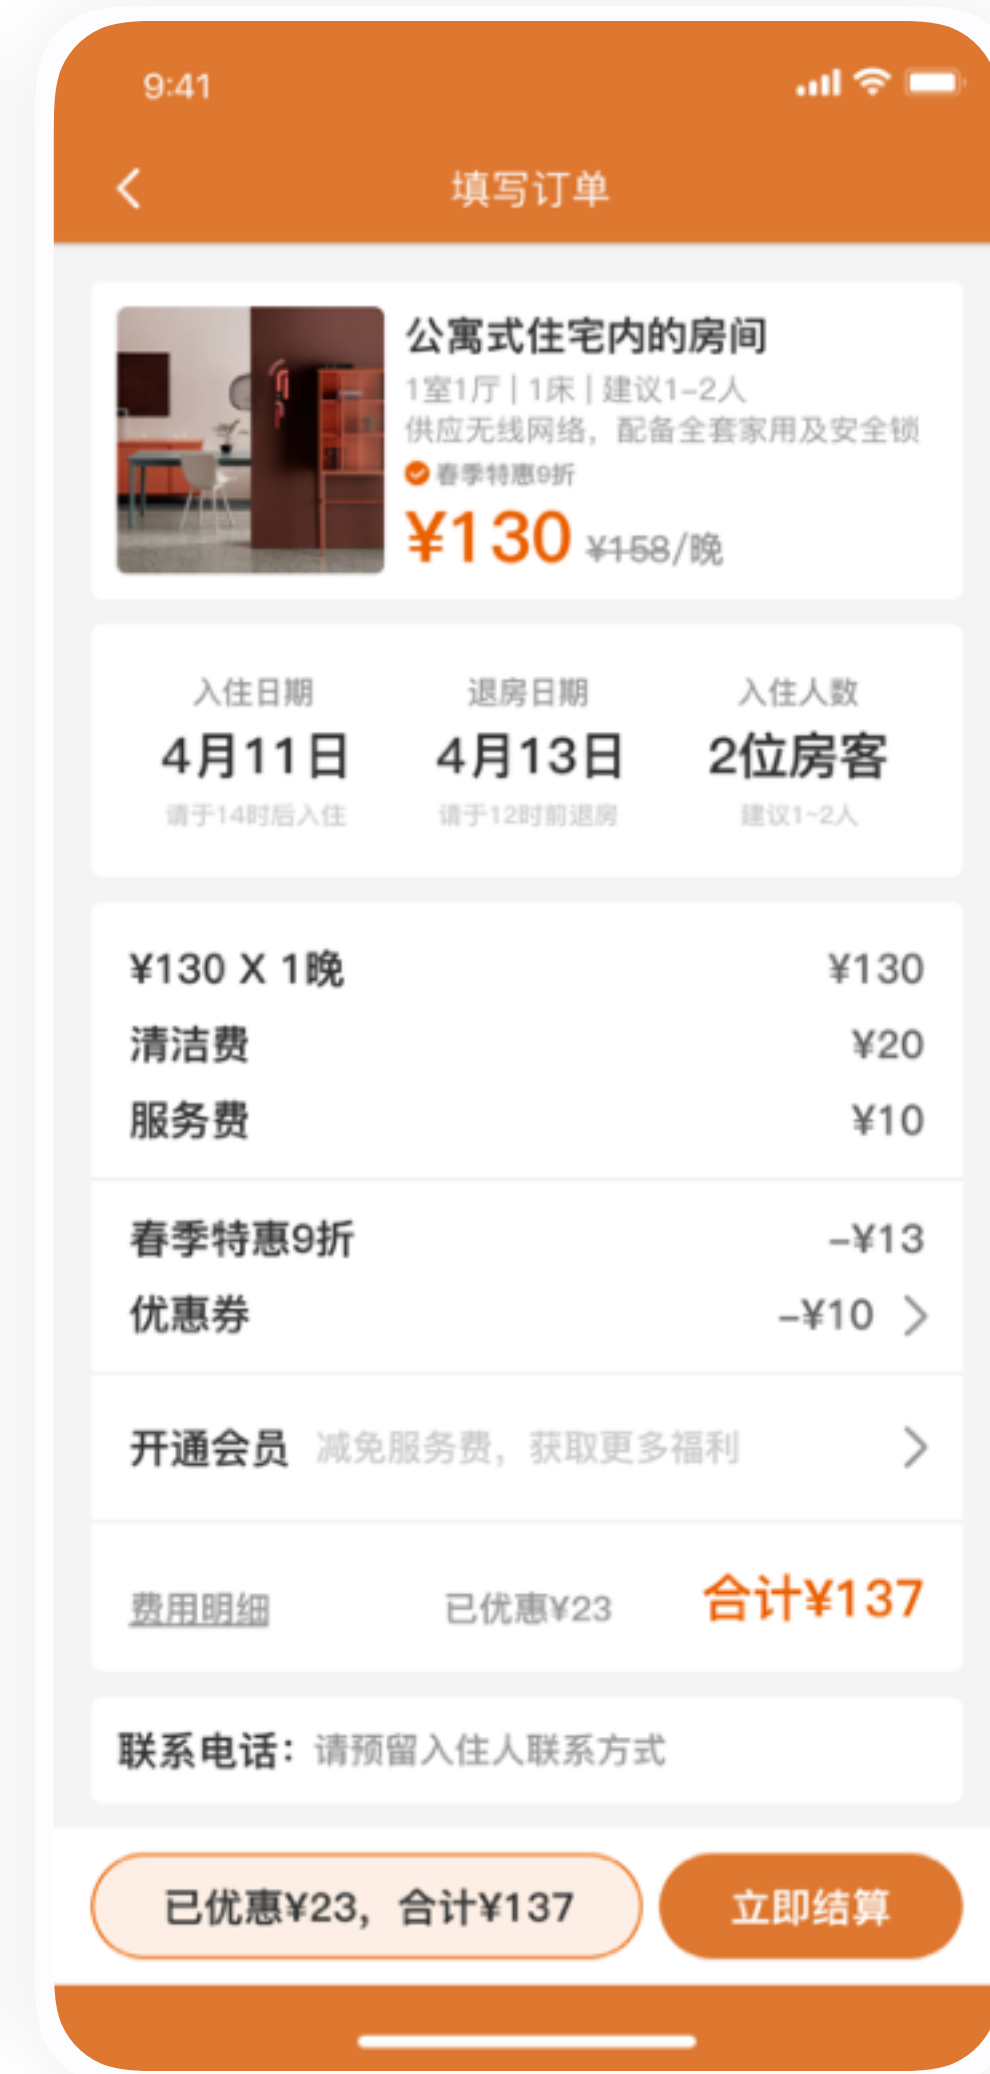 9:41
填写订单
公寓式住宅内的房间
1室1厅 | 1床 | 建议1-2人
供应无线网络，配备全套家用及安全锁
春季特惠9折
¥130 ¥158/晚
入住日期 退房日期 入住人数
4月11日 4月13日 2位房客
请于14时后入住 请于12时前退房 建议1~2人
¥130 X 1晚 ¥130
清洁费 ¥20
服务费 ¥10
春季特惠9折 -¥13
优惠券 -¥10
开通会员 减免服务费，获取更多福利
费用明细 已优惠¥23 合计¥137
联系电话：请预留入住人联系方式
已优惠¥23，合计¥137 立即结算